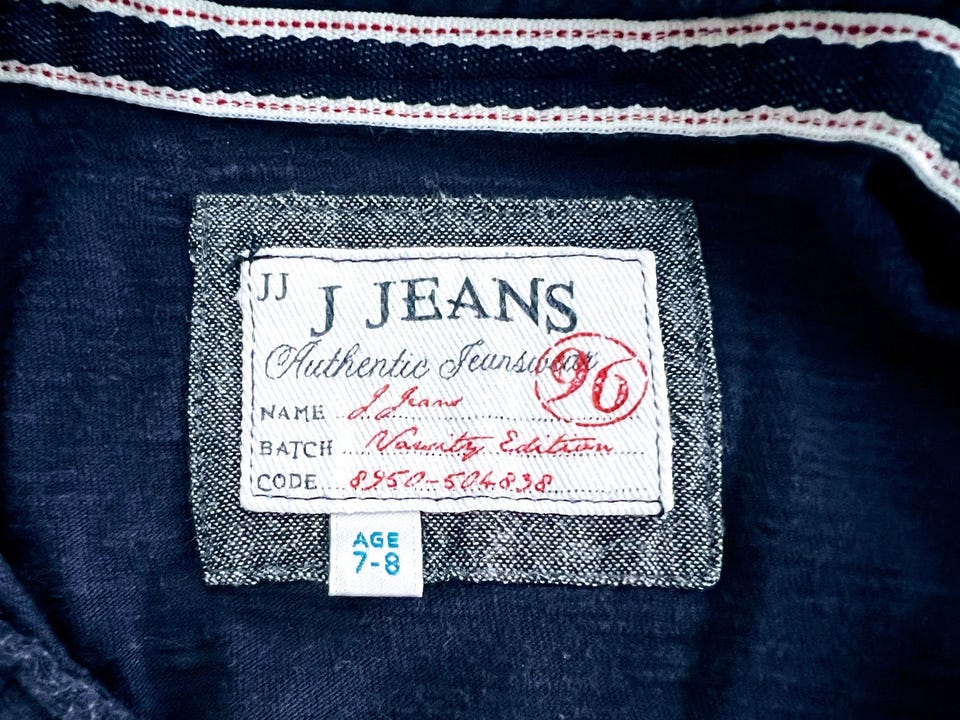 JJ J JEANS
Authentic Jeanswear
96
NAME J Jeans
BATCH Varsity Edition
CODE 8950-504838
AGE
7-8